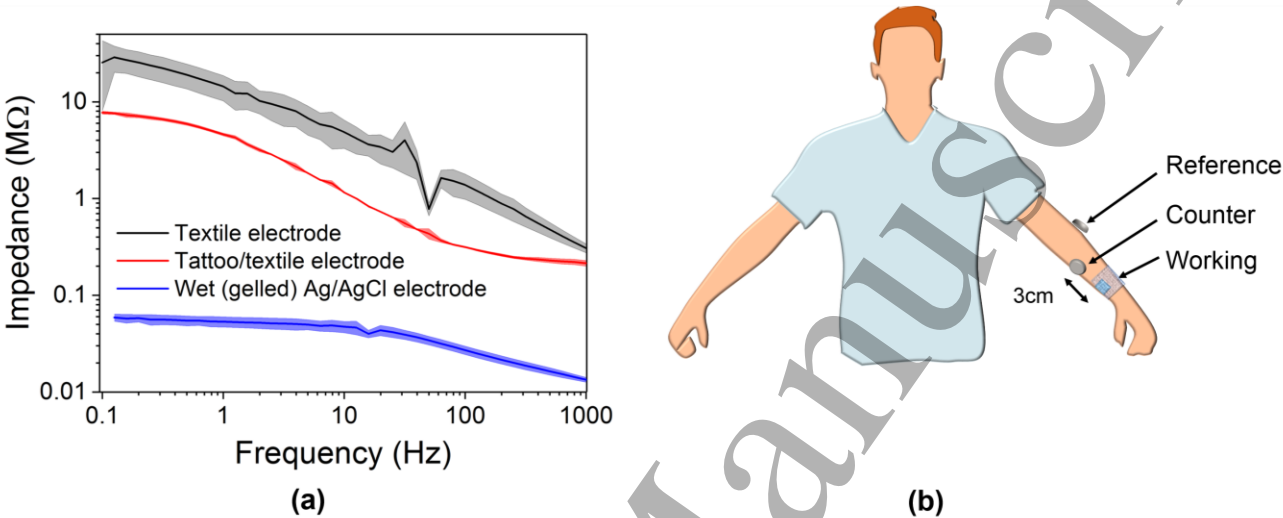 Impedance (MΩ)
10
1
0.1
0.01
Textile electrode
Tattoo/textile electrode
Wet (gelled) Ag/AgCl electrode
0.1 1 10 100 1000
Frequency (Hz)
(a)
Reference
Counter
Working
3cm
(b)